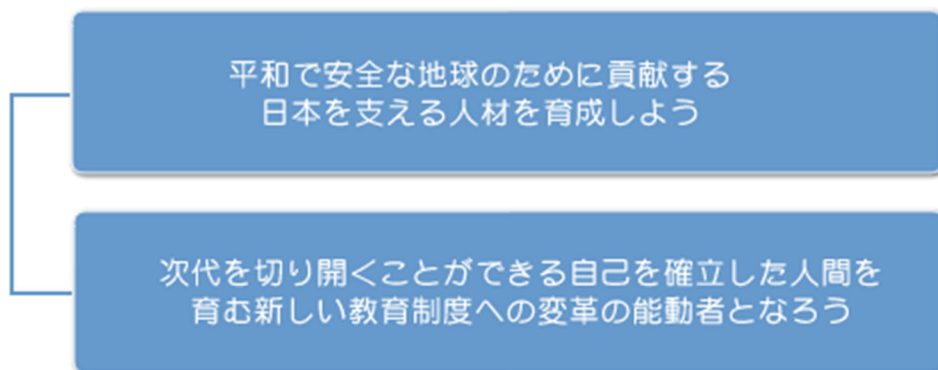 平和で安全な地球のために貢献する
日本を支える人材を育成しよう
次代を切り開くことができる自己を確立した人間を
育む新しい教育制度への変革の能動者となろう